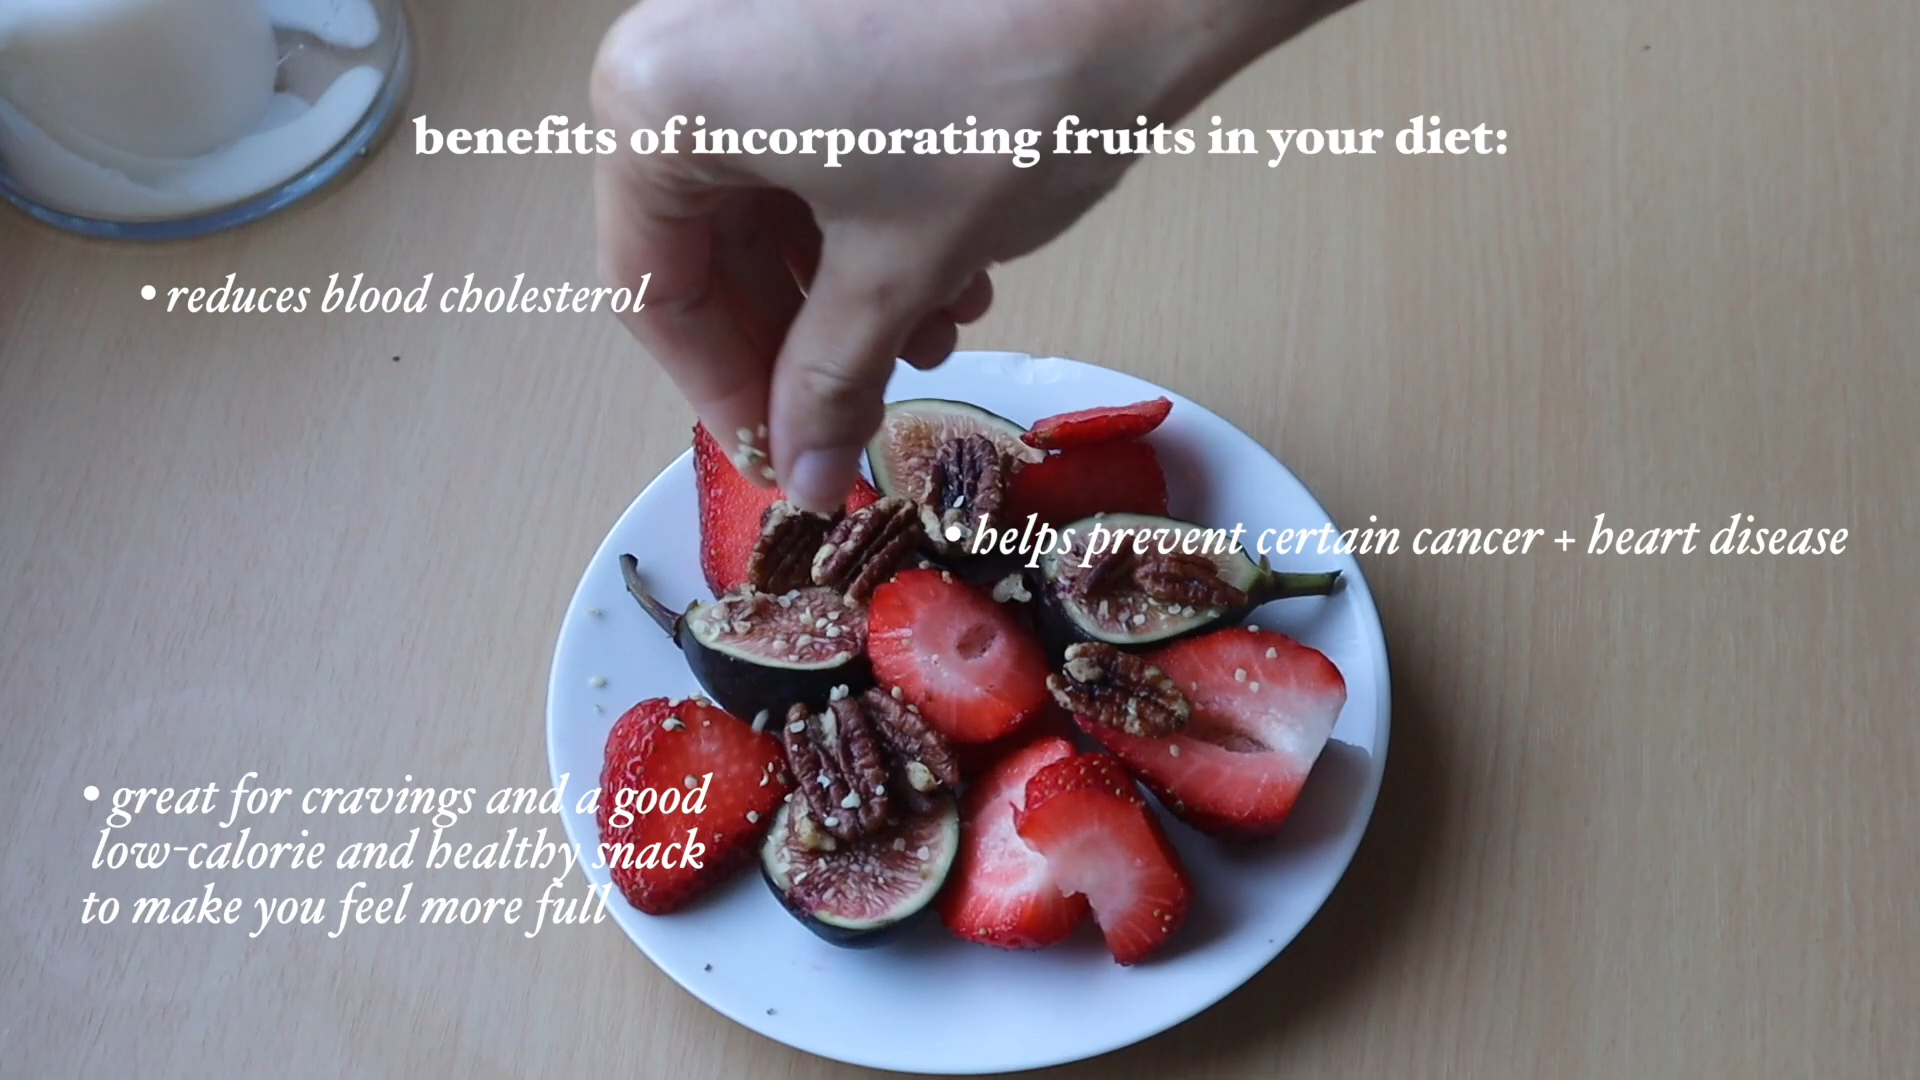 benefits of incorporating fruits in your diet:
• reduces blood cholesterol
• helps prevent certain cancer + heart disease
• great for cravings and a good
low-calorie and healthy snack
to make you feel more full